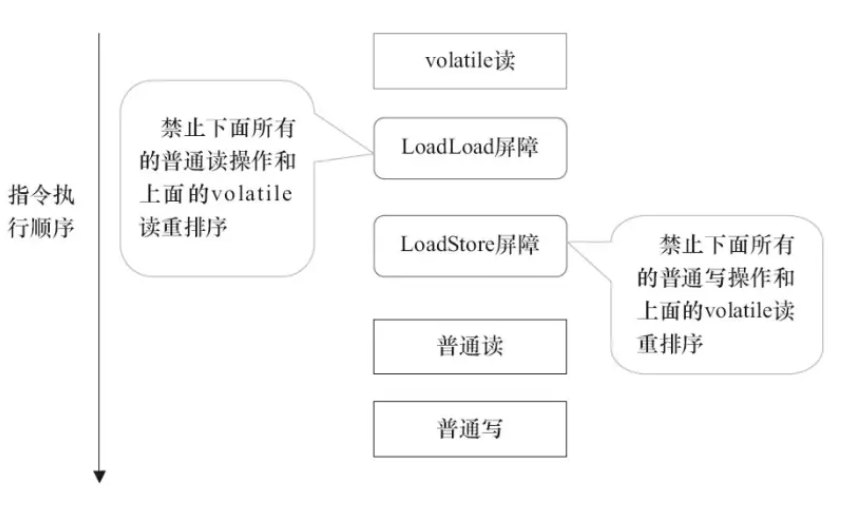 volatile读
禁止下面所有
的普通读操作和
上面的volatile
读重排序
LoadLoad屏障
指令执
行顺序
LoadStore屏障
禁止下面所有
的普通写操作和
上面的volatile读
重排序
普通读
普通写